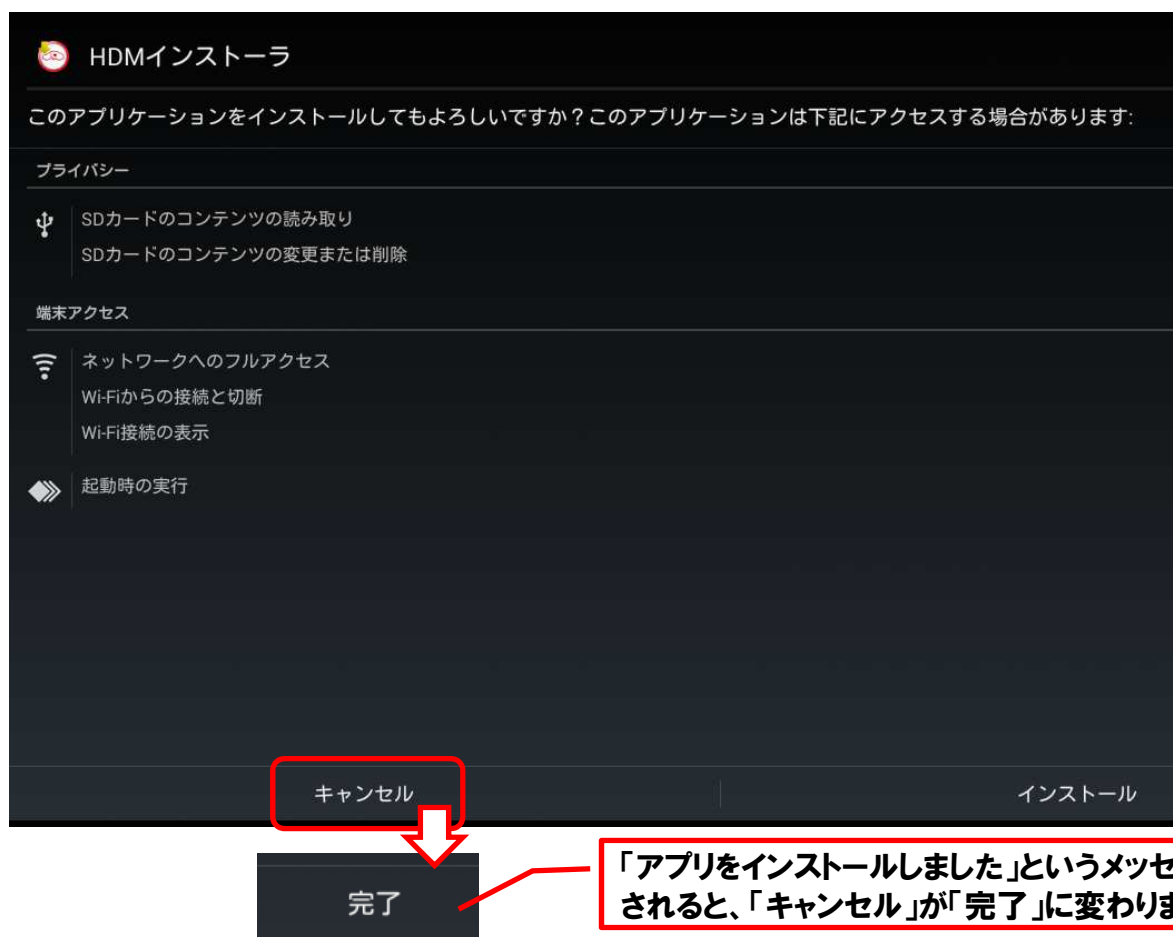 HDMインストーラ
このアプリケーションをインストールしてもよろしいですか？このアプリケーションは下記にアクセスする場合があります:
プライバシー
SDカードのコンテンツの読み取り
SDカードのコンテンツの変更または削除
端末アクセス
ネットワークへのフルアクセス
Wi-Fiからの接続と切断
Wi-Fi接続の表示
起動時の実行
キャンセル
インストール
完了
「アプリをインストールしました」というメッセ
されると、「キャンセル」が「完了」に変わりま